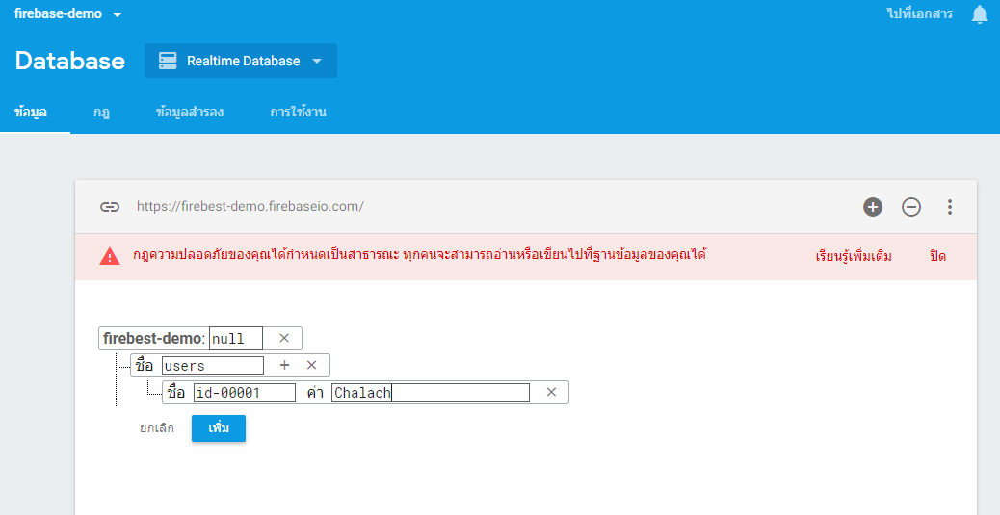 firebase-demo
ไปที่เอกสาร
Database
Realtime Database
ข้อมูล
กฎ
ข้อมูลสำรอง
การใช้งาน
https://firebest-demo.firebaseio.com/
กฎความปลอดภัยของคุณได้กำหนดเป็นสาธารณะ ทุกคนจะสามารถอ่านหรือเขียนไปที่ฐานข้อมูลของคุณได้
เรียนรู้เพิ่มเติม
ปิด
firebest-demo: null
ชื่อ users
ชื่อ id-00001 ค่า Chalach
ยกเลิก
เพิ่ม